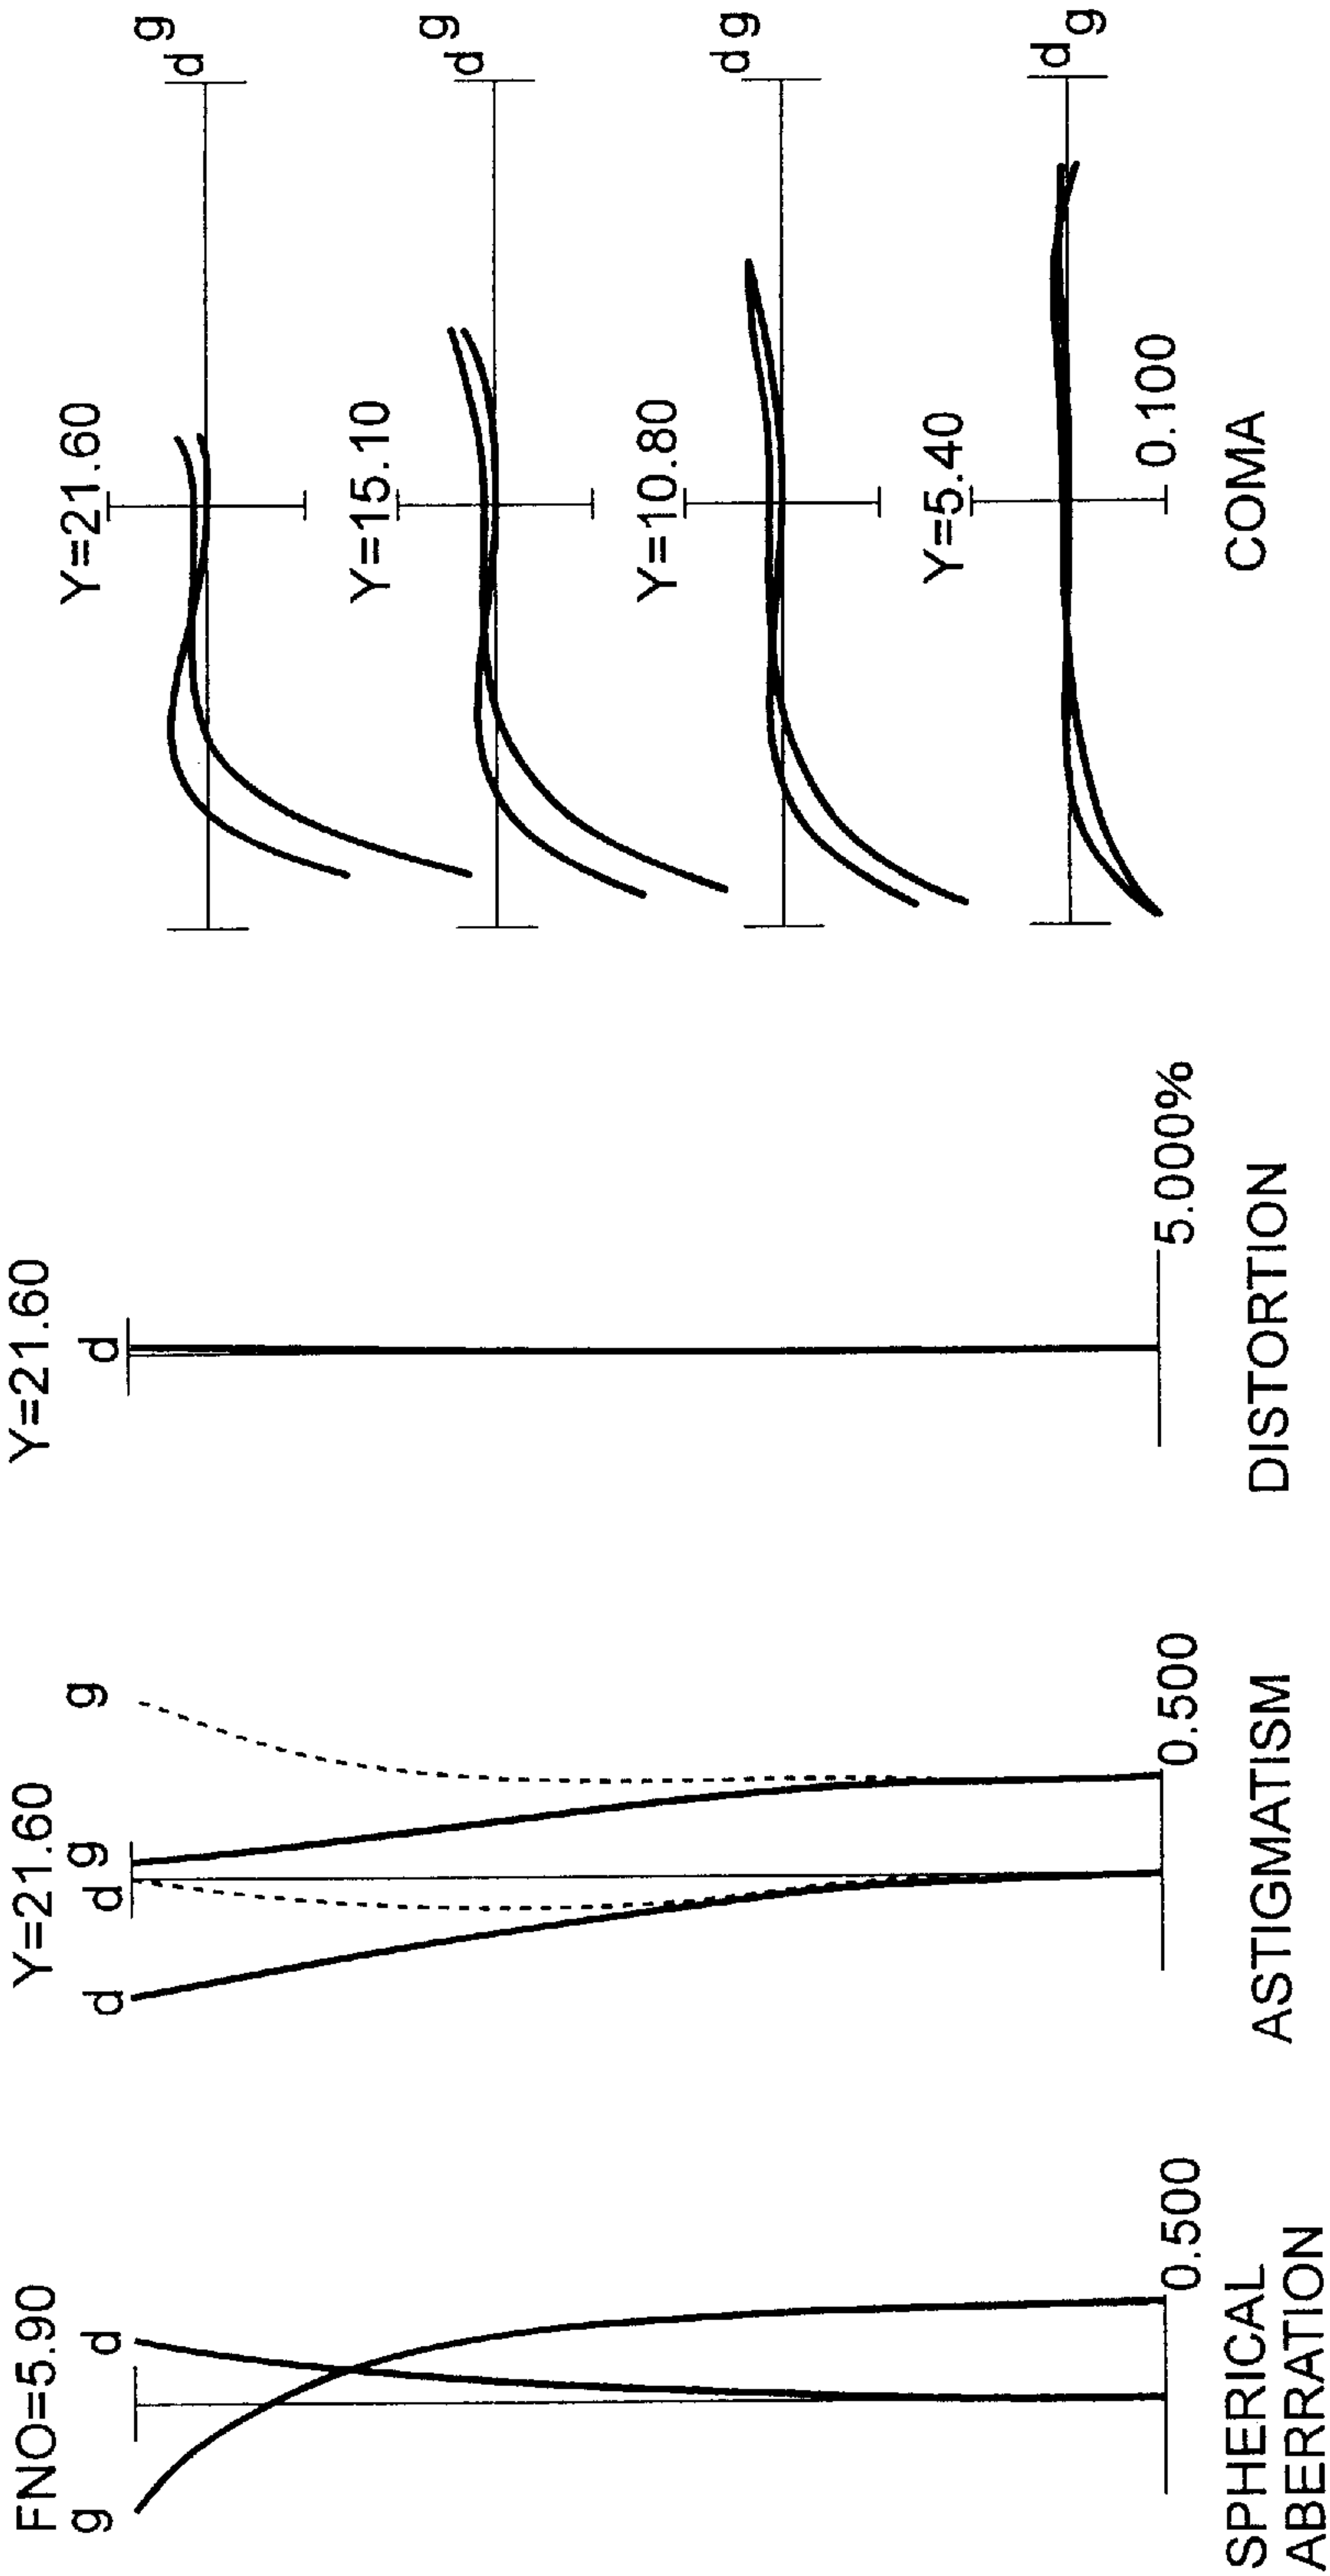 FNO=5.90
g
d
0.500
SPHERICAL
ABERRATION
Y=21.60
d
d
g
g
0.500
ASTIGMATISM
Y=21.60
d
5.000%
DISTORTION
Y=21.60
d
g
Y=15.10
d
g
Y=10.80
d
g
Y=5.40
d
g
0.100
COMA